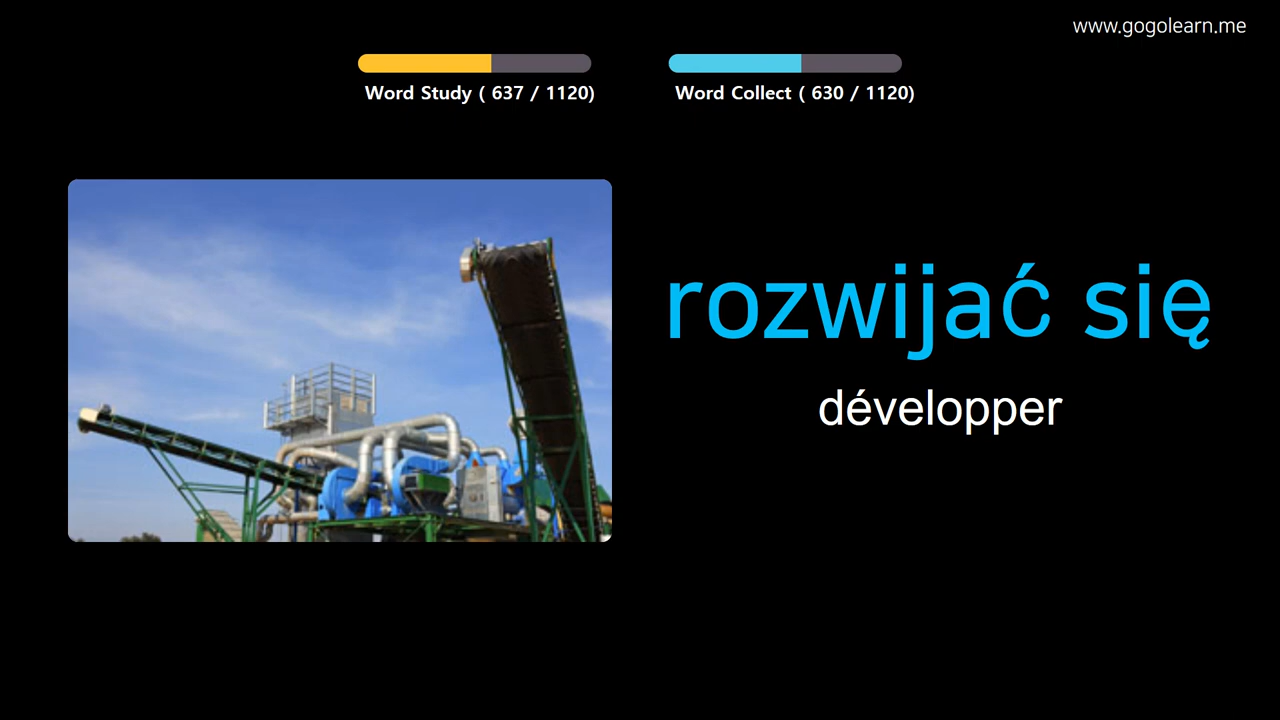 www.gogolearn.me
Word Study ( 637 / 1120)
Word Collect ( 630 / 1120)
rozwijać się
développer